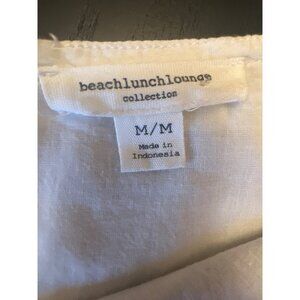 beachlunchlounge
collection
M/M
Made in
Indonesia